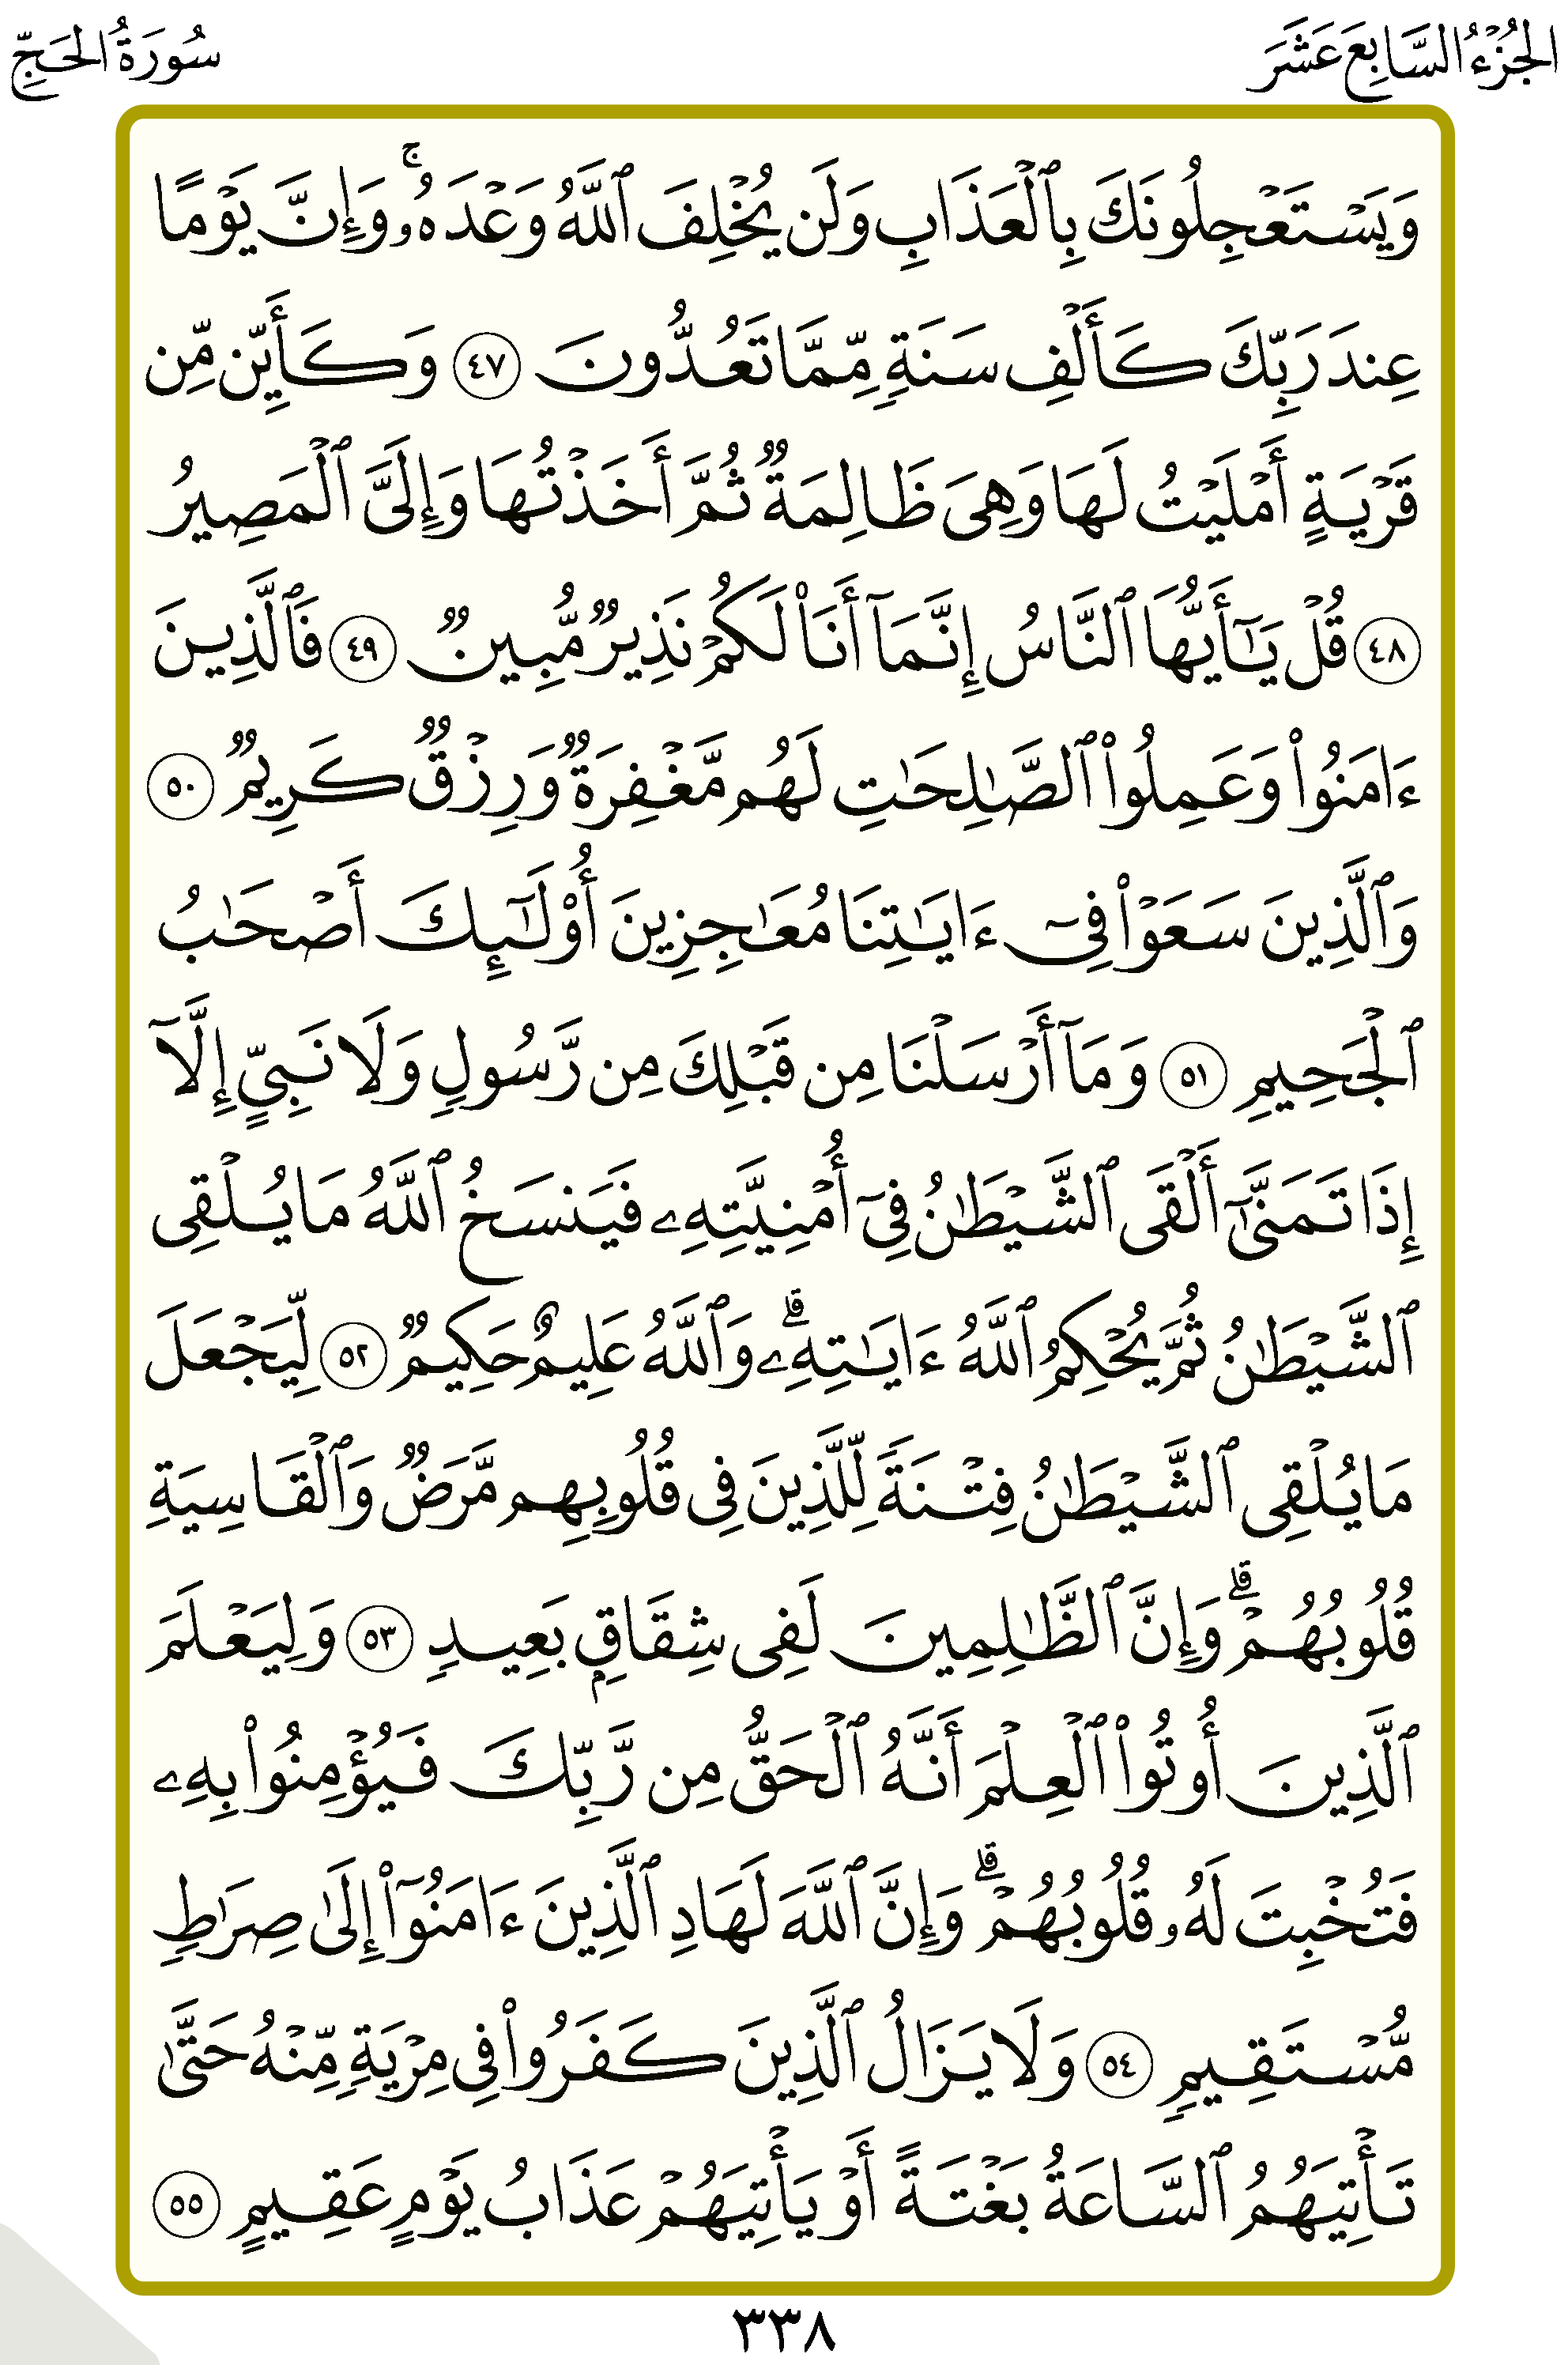 الجُزْءُ السَّابِعَ عَشَرَ
سُورَةُ الحَجِّ
وَيَسْتَعْجِلُونَكَ بِٱلْعَذَابِ وَلَن يُخْلِفَ ٱللَّهُ وَعْدَهُۥۚ وَإِنَّ يَوْمًا
عِندَ رَبِّكَ كَأَلْفِ سَنَةٍ مِّمَّا تَعُدُّونَ ٤٧ وَكَأَيِّن مِّن
قَرْيَةٍ أَمْلَيْتُ لَهَا وَهِىَ ظَالِمَةٌ ثُمَّ أَخَذْتُهَا وَإِلَىَّ ٱلْمَصِيرُ
٤٨ قُلْ يَـٰٓأَيُّهَا ٱلنَّاسُ إِنَّمَآ أَنَا۠ لَكُمْ نَذِيرٌ مُّبِينٌ ٤٩ فَٱلَّذِينَ
ءَامَنُوا۟ وَعَمِلُوا۟ ٱلصَّـٰلِحَـٰتِ لَهُم مَّغْفِرَةٌ وَرِزْقٌ كَرِيمٌ ٥٠
وَٱلَّذِينَ سَعَوْا۟ فِىٓ ءَايَـٰتِنَا مُعَـٰجِزِينَ أُو۟لَـٰٓئِكَ أَصْحَـٰبُ
ٱلْجَحِيمِ ٥١ وَمَآ أَرْسَلْنَا مِن قَبْلِكَ مِن رَّسُولٍ وَلَا نَبِىٍّ إِلَّآ
إِذَا تَمَنَّىٰٓ أَلْقَى ٱلشَّيْطَـٰنُ فِىٓ أُمْنِيَّتِهِۦ فَيَنسَخُ ٱللَّهُ مَا يُلْقِى
ٱلشَّيْطَـٰنُ ثُمَّ يُحْكِمُ ٱللَّهُ ءَايَـٰتِهِۦۗ وَٱللَّهُ عَلِيمٌ حَكِيمٌ ٥٢ لِّيَجْعَلَ
مَا يُلْقِى ٱلشَّيْطَـٰنُ فِتْنَةً لِّلَّذِينَ فِى قُلُوبِهِم مَّرَضٌ وَٱلْقَاسِيَةِ
قُلُوبُهُمْۗ وَإِنَّ ٱلظَّـٰلِمِينَ لَفِى شِقَاقٍۭ بَعِيدٍ ٥٣ وَلِيَعْلَمَ
ٱلَّذِينَ أُوتُوا۟ ٱلْعِلْمَ أَنَّهُ ٱلْحَقُّ مِن رَّبِّكَ فَيُؤْمِنُوا۟ بِهِۦ
فَتُخْبِتَ لَهُۥ قُلُوبُهُمْۗ وَإِنَّ ٱللَّهَ لَهَادِ ٱلَّذِينَ ءَامَنُوٓا۟ إِلَىٰ صِرَٰطٍ
مُّسْتَقِيمٍ ٥٤ وَلَا يَزَالُ ٱلَّذِينَ كَفَرُوا۟ فِى مِرْيَةٍ مِّنْهُ حَتَّىٰ
تَأْتِيَهُمُ ٱلسَّاعَةُ بَغْتَةً أَوْ يَأْتِيَهُمْ عَذَابُ يَوْمٍ عَقِيمٍ ٥٥
٣٣٨